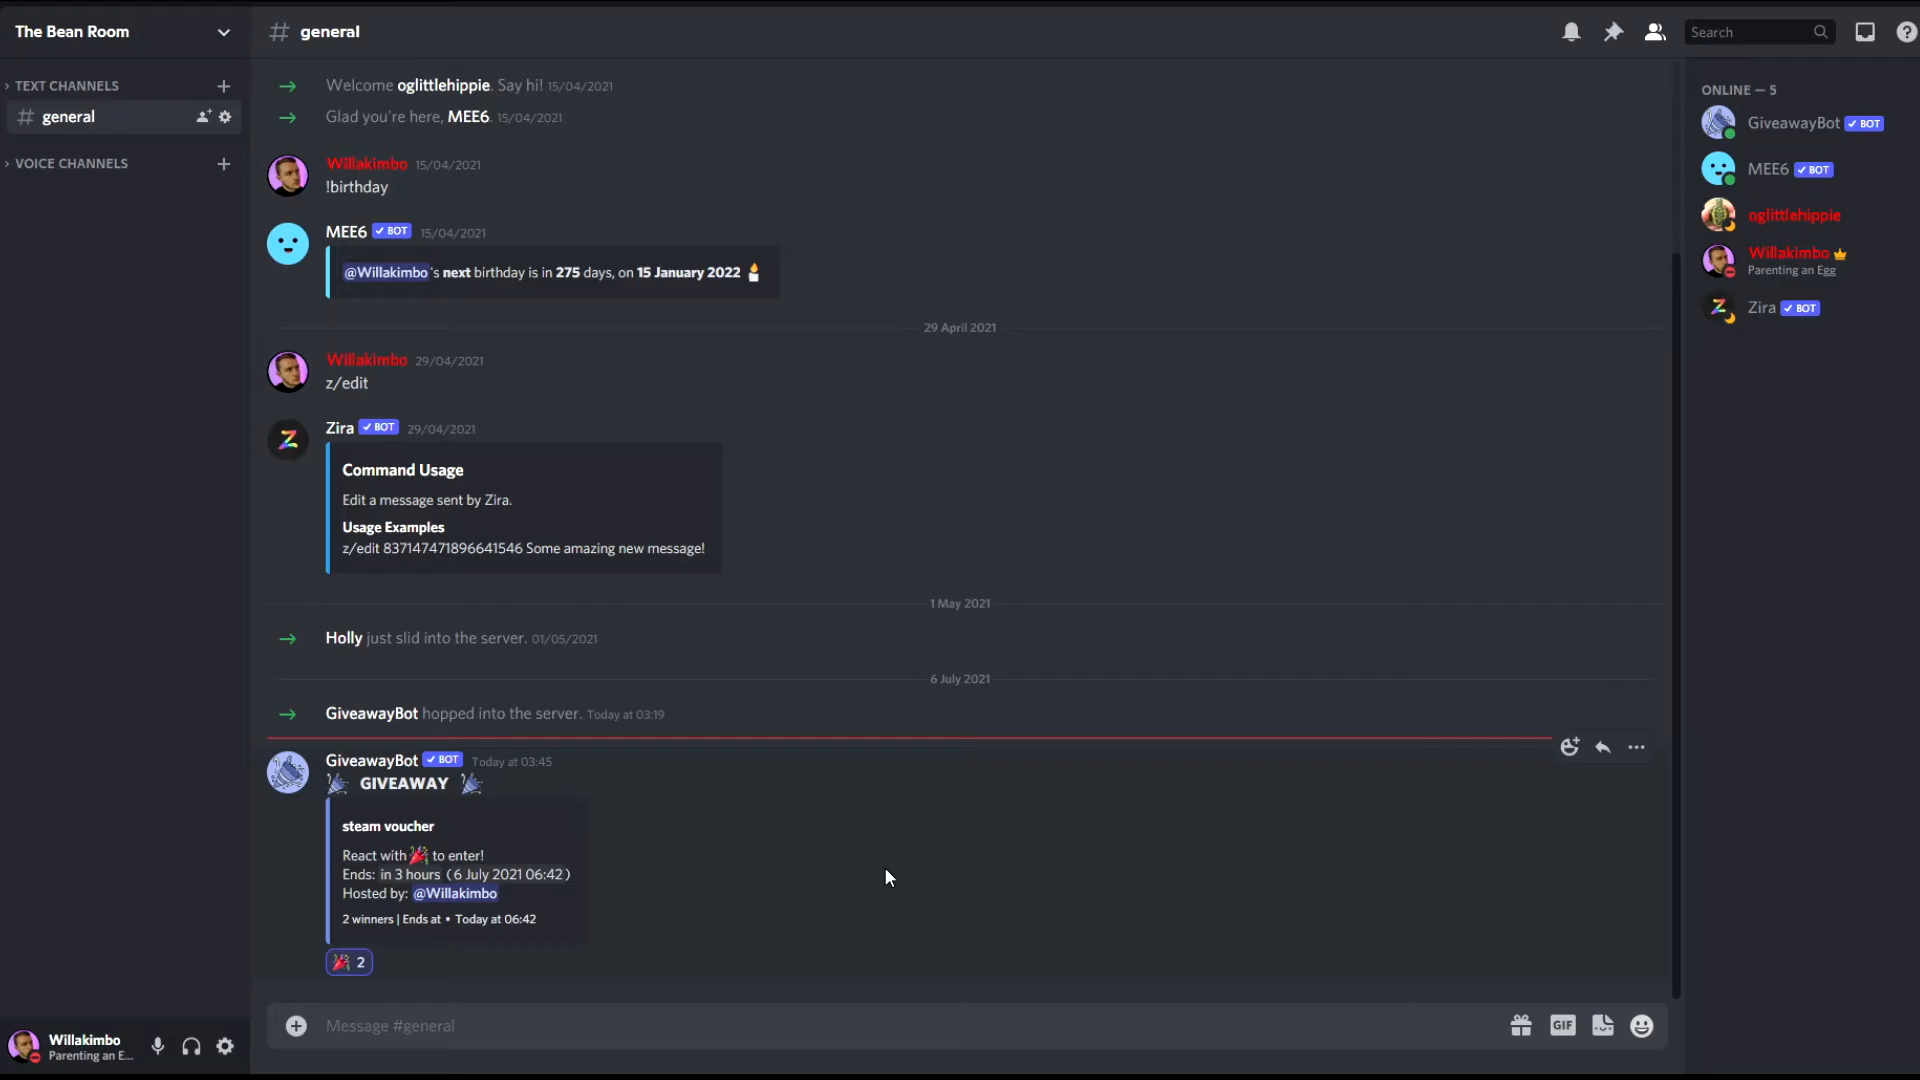 The Bean Room
general
Search
TEXT CHANNELS
general
VOICE CHANNELS
Welcome oglittlehippie. Say hi! 15/04/2021
Glad you're here, MEE6. 15/04/2021
Willakimbo 15/04/2021
!birthday
MEE6 BOT 15/04/2021
@Willakimbo's next birthday is in 275 days, on 15 January 2022
29 April 2021
Willakimbo 29/04/2021
z/edit
Zira BOT 29/04/2021
Command Usage
Edit a message sent by Zira.
Usage Examples
z/edit 837147471896641546 Some amazing new message!
1 May 2021
Holly just slid into the server. 01/05/2021
6 July 2021
GiveawayBot hopped into the server. Today at 03:19
GiveawayBot BOT Today at 03:45
GIVEAWAY
steam voucher
React with to enter!
Ends: in 3 hours (6 July 2021 06:42)
Hosted by: @Willakimbo
2 winners | Ends at • Today at 06:42
2
Message #general
GIF
ONLINE — 5
GiveawayBot BOT
MEE6 BOT
oglittlehippie
Willakimbo
Parenting an Egg
Zira BOT
Willakimbo
Parenting an E...